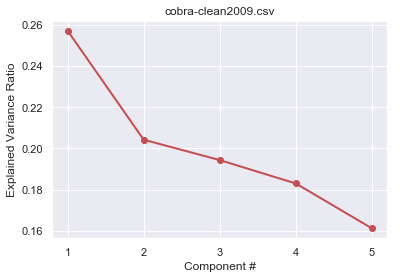 cobra-clean2009.csv
Explained Variance Ratio
0.26
0.24
0.22
0.20
0.18
0.16
1 2 3 4 5
Component #